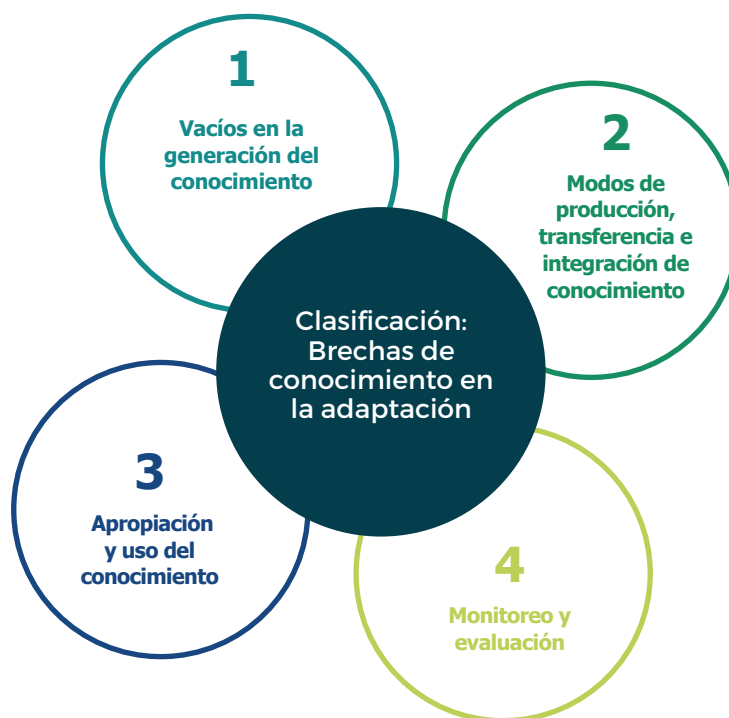 1
Vacíos en la
generación del
conocimiento
2
Modos de
producción,
transferencia e
integración de
conocimiento
Clasificación:
Brechas de
conocimiento en
la adaptación
3
Apropiación
y uso del
conocimiento
4
Monitoreo y
evaluación